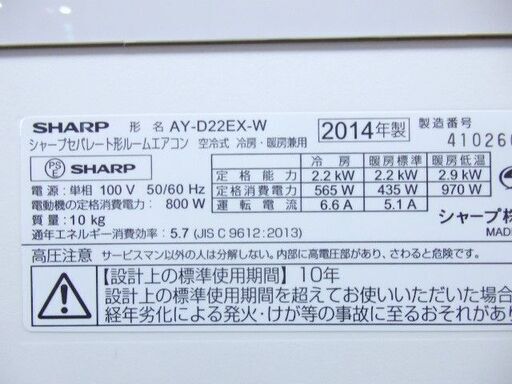 SHARP 形名 AY-D22EX-W 2014年製 製造番号
シャープセパレート形ルームエアコン 空冷式 冷房・暖房兼用 410260
PS E SHARP
冷房 暖房標準 暖房低温
定格能力 2.2 kW 2.2 kW 2.9 kW
電源：単相 100 V 50/60 Hz 定格消費電力 565 W 435 W 970 W
電動機の定格消費電力： 800 W 運転電流 6.6 A 5.1 A
質量：10 kg シャープ株
通年エネルギー消費効率：5.7 (JIS C 9612:2013) MADE
高圧注意 サービスマン以外の人は分解しない。内部に高電圧部があり、さわると危険です。
【設計上の標準使用期間】10年
設計上の標準使用期間を超えてお使いいただいた場合
経年劣化による発火・けが等の事故に至るおそれがあり